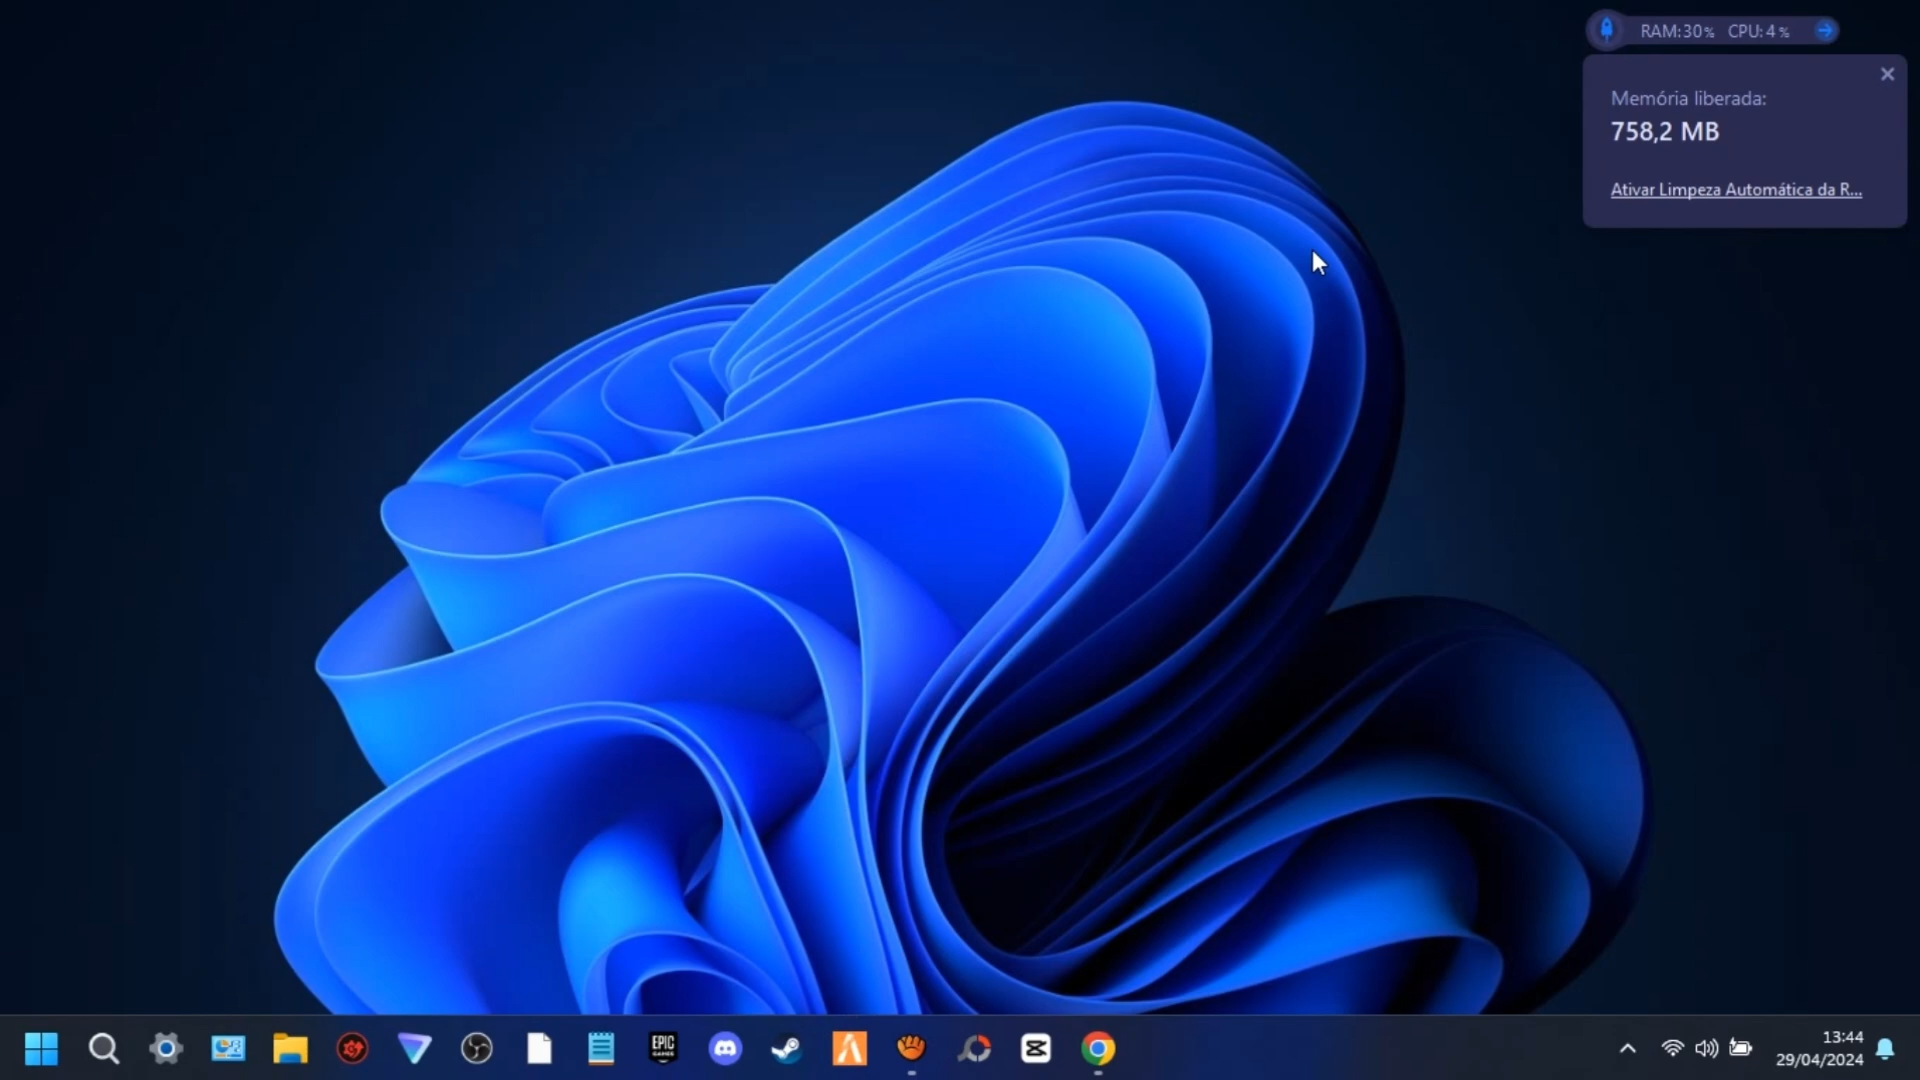 RAM:30% CPU:4%
Memória liberada:
758,2 MB
Ativar Limpeza Automática da R...
EPIC
GAMES
13:44
29/04/2024